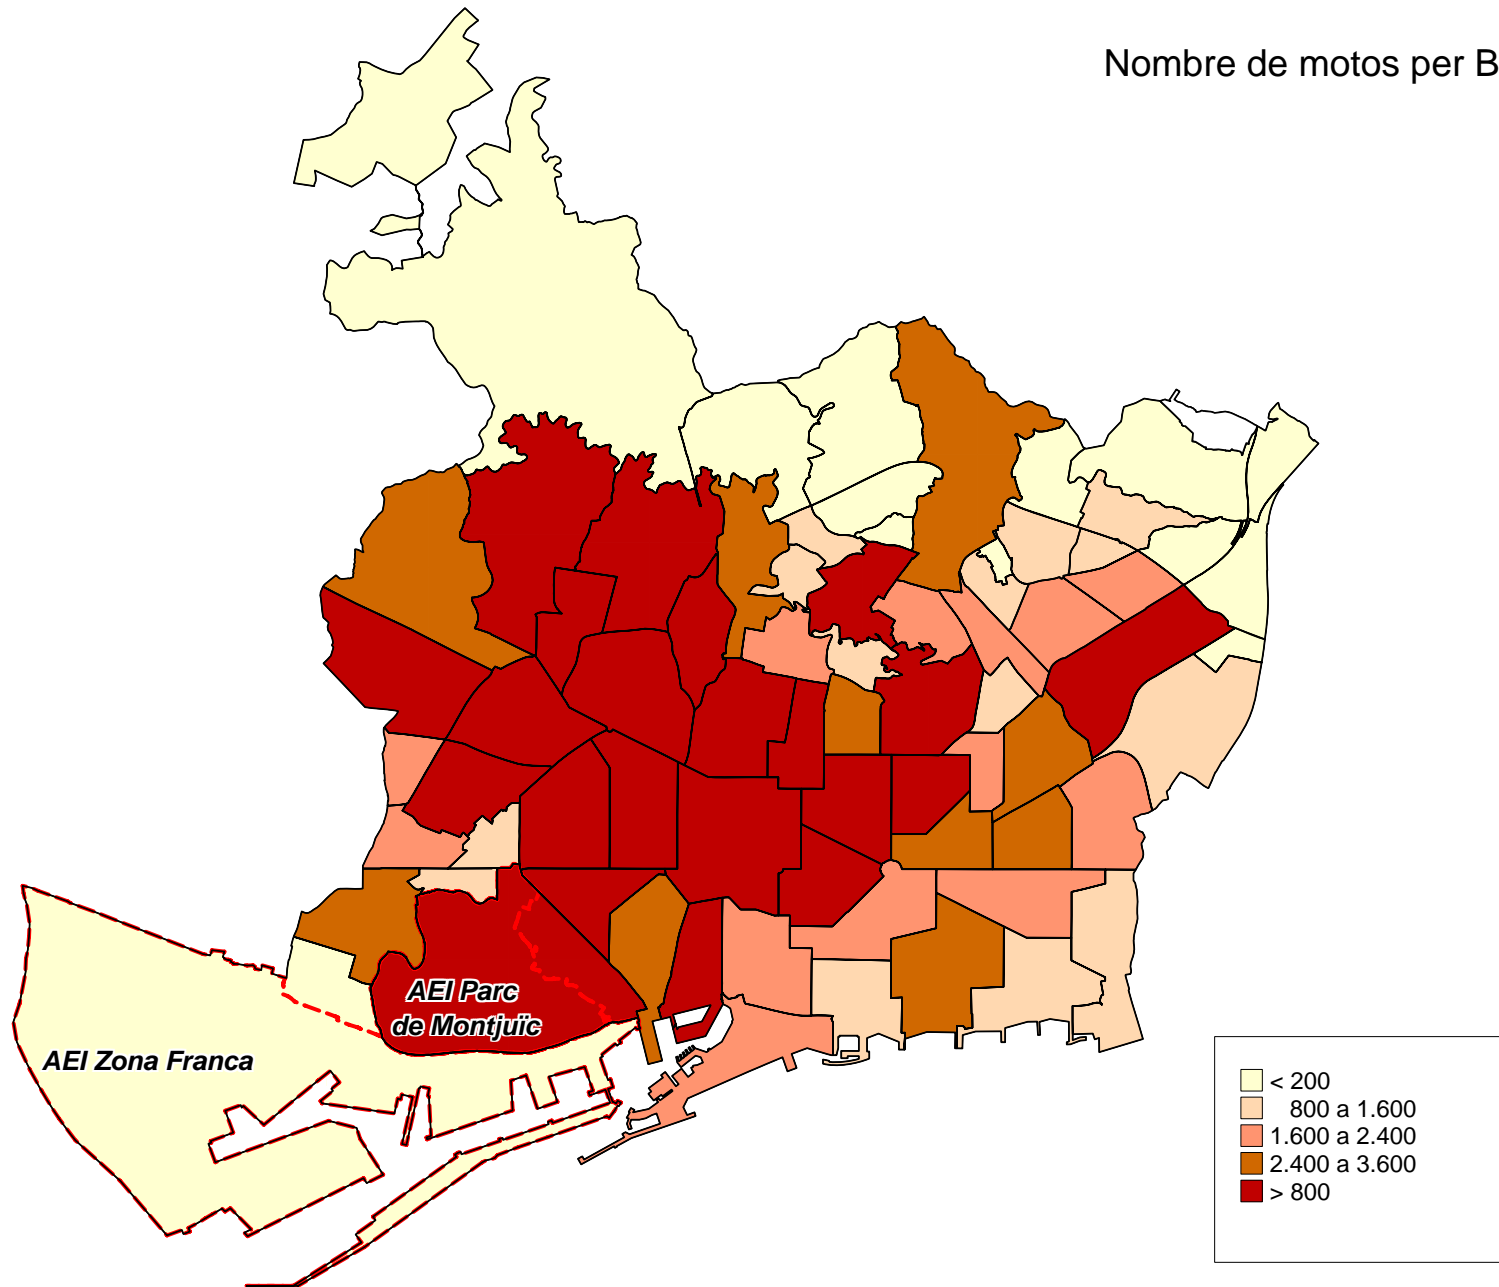 Nombre de motos per B
AEI Parc
de Montjuïc
AEI Zona Franca
< 200
800 a 1.600
1.600 a 2.400
2.400 a 3.600
> 800